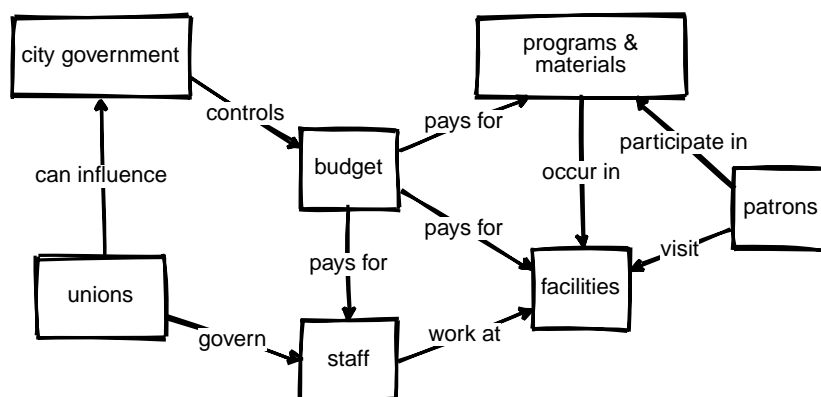 city government
programs &
materials
controls
pays for
participate in
can influence
budget
occur in
patrons
pays for
visit
unions
pays for
facilities
govern
staff
work at